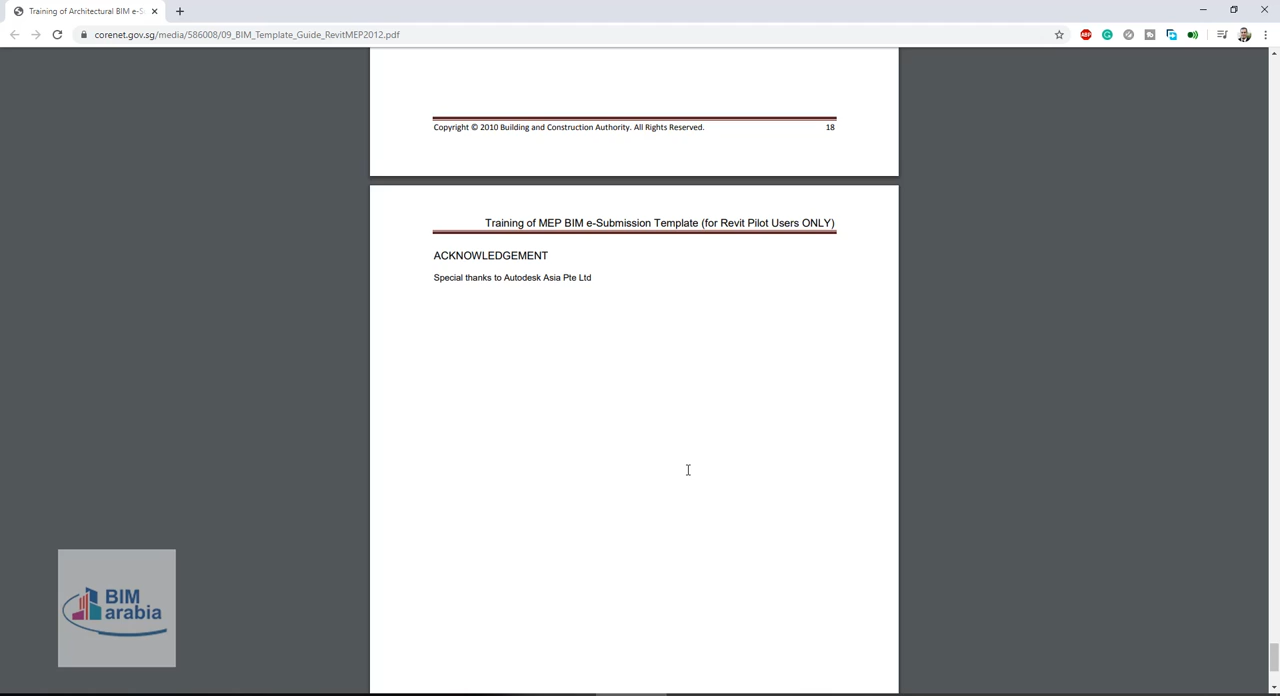 Training of Architectural BIM e-S
corenet.gov.sg/media/586008/09_BIM_Template_Guide_RevitMEP2012.pdf
ABP
Copyright © 2010 Building and Construction Authority. All Rights Reserved. 18
Training of MEP BIM e-Submission Template (for Revit Pilot Users ONLY)
ACKNOWLEDGEMENT
Special thanks to Autodesk Asia Pte Ltd
BIM
arabia